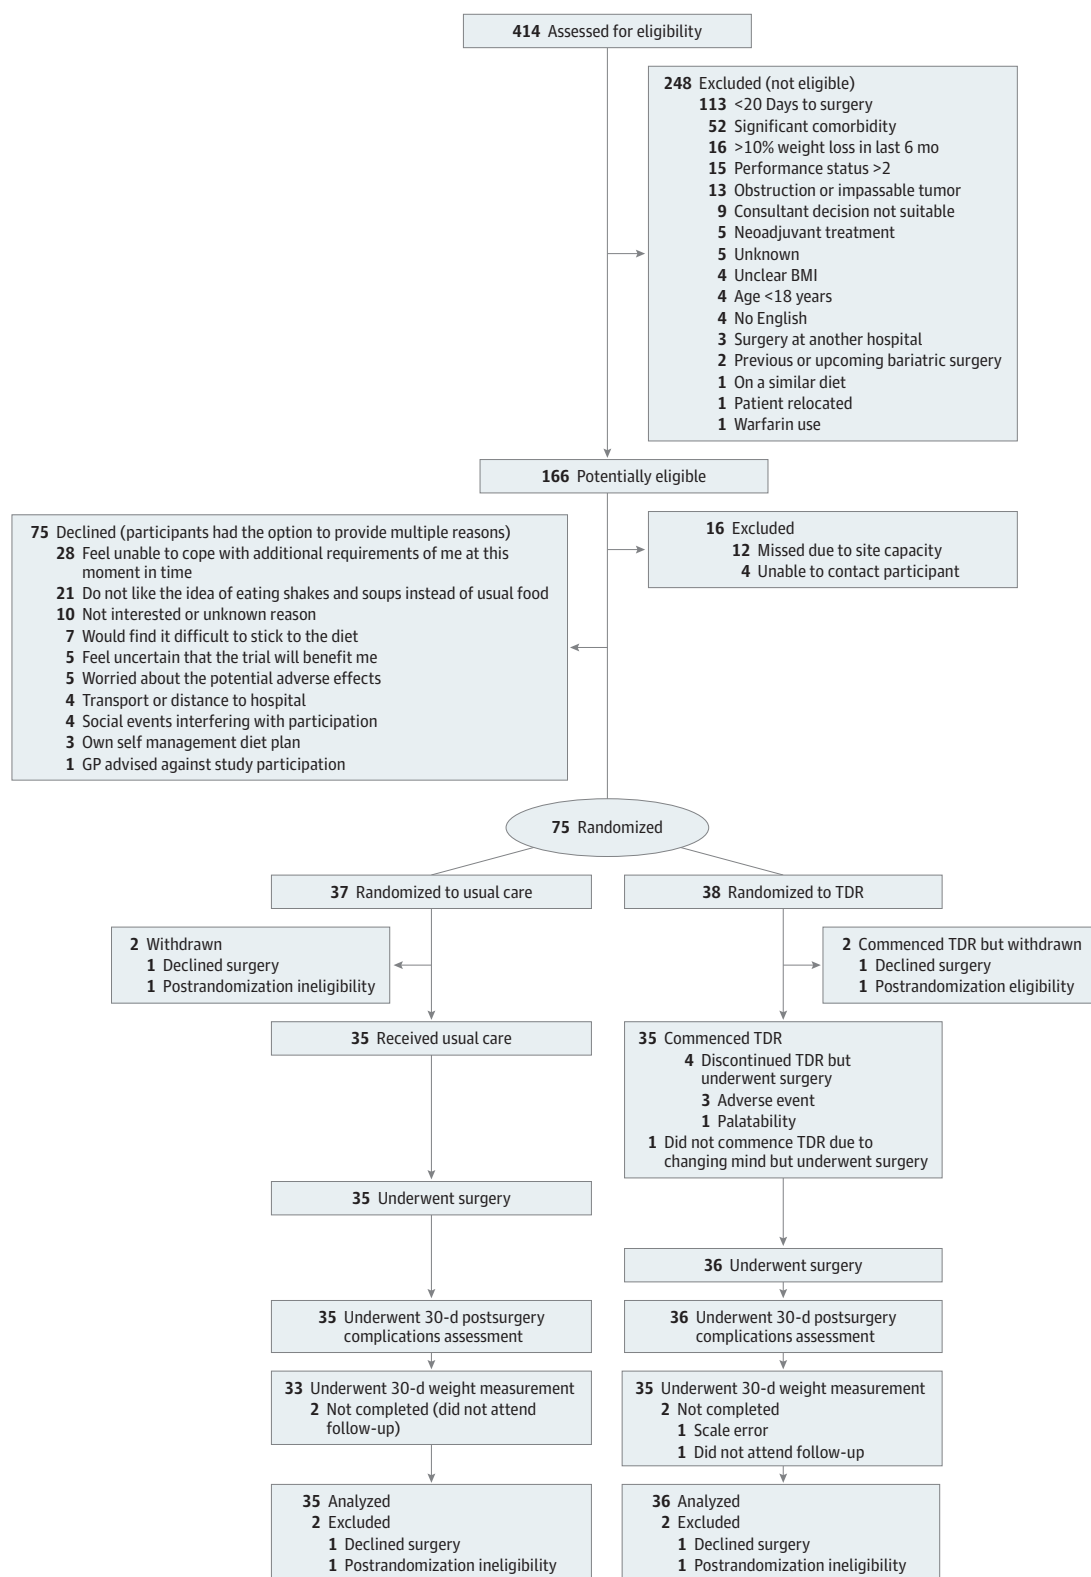 414 Assessed for eligibility
248 Excluded (not eligible)
113 <20 Days to surgery
52 Significant comorbidity
16 >10% weight loss in last 6 mo
15 Performance status >2
13 Obstruction or impassable tumor
9 Consultant decision not suitable
5 Neoadjuvant treatment
5 Unknown
4 Unclear BMI
4 Age <18 years
4 No English
3 Surgery at another hospital
2 Previous or upcoming bariatric surgery
1 On a similar diet
1 Patient relocated
1 Warfarin use
166 Potentially eligible
75 Declined (participants had the option to provide multiple reasons)
28 Feel unable to cope with additional requirements of me at this
moment in time
21 Do not like the idea of eating shakes and soups instead of usual food
10 Not interested or unknown reason
7 Would find it difficult to stick to the diet
5 Feel uncertain that the trial will benefit me
5 Worried about the potential adverse effects
4 Transport or distance to hospital
4 Social events interfering with participation
3 Own self management diet plan
1 GP advised against study participation
16 Excluded
12 Missed due to site capacity
4 Unable to contact participant
75 Randomized
37 Randomized to usual care
2 Withdrawn
1 Declined surgery
1 Postrandomization ineligibility
35 Received usual care
35 Underwent surgery
35 Underwent 30-d postsurgery
complications assessment
33 Underwent 30-d weight measurement
2 Not completed (did not attend
follow-up)
35 Analyzed
2 Excluded
1 Declined surgery
1 Postrandomization ineligibility
38 Randomized to TDR
2 Commenced TDR but withdrawn
1 Declined surgery
1 Postrandomization eligibility
35 Commenced TDR
4 Discontinued TDR but
underwent surgery
3 Adverse event
1 Palatability
1 Did not commence TDR due to
changing mind but underwent surgery
36 Underwent surgery
36 Underwent 30-d postsurgery
complications assessment
35 Underwent 30-d weight measurement
2 Not completed
1 Scale error
1 Did not attend follow-up
36 Analyzed
2 Excluded
1 Declined surgery
1 Postrandomization ineligibility